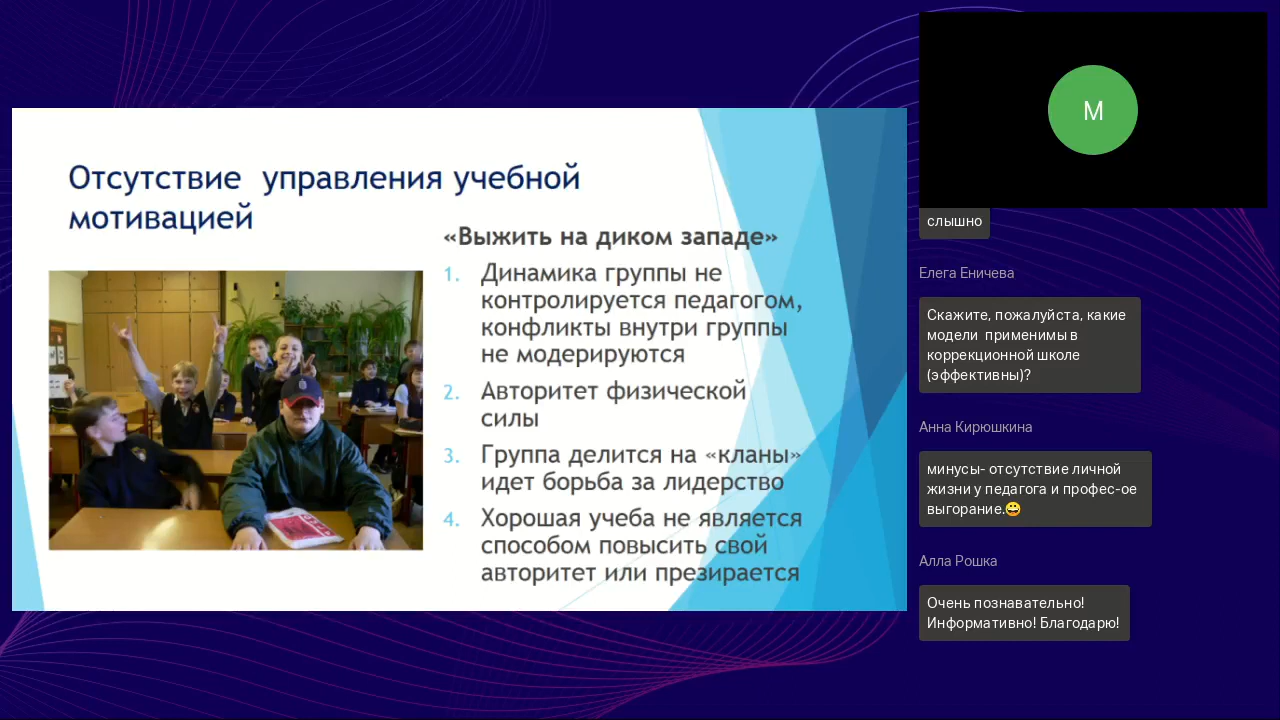 Отсутствие управления учебной
мотивацией
«Выжить на диком западе»
1. Динамика группы не
контролируется педагогом,
конфликты внутри группы
не модерируются
2. Авторитет физической
силы
3. Группа делится на «кланы»
идет борьба за лидерство
4. Хорошая учеба не является
способом повысить свой
авторитет или презирается
М
слышно
Елега Еничева
Скажите, пожалуйста, какие
модели применимы в
коррекционной школе
(эффективны)?
Анна Кирюшкина
минусы- отсутствие личной
жизни у педагога и профес-ое
выгорание.😀
Алла Рошка
Очень познавательно!
Информативно! Благодарю!